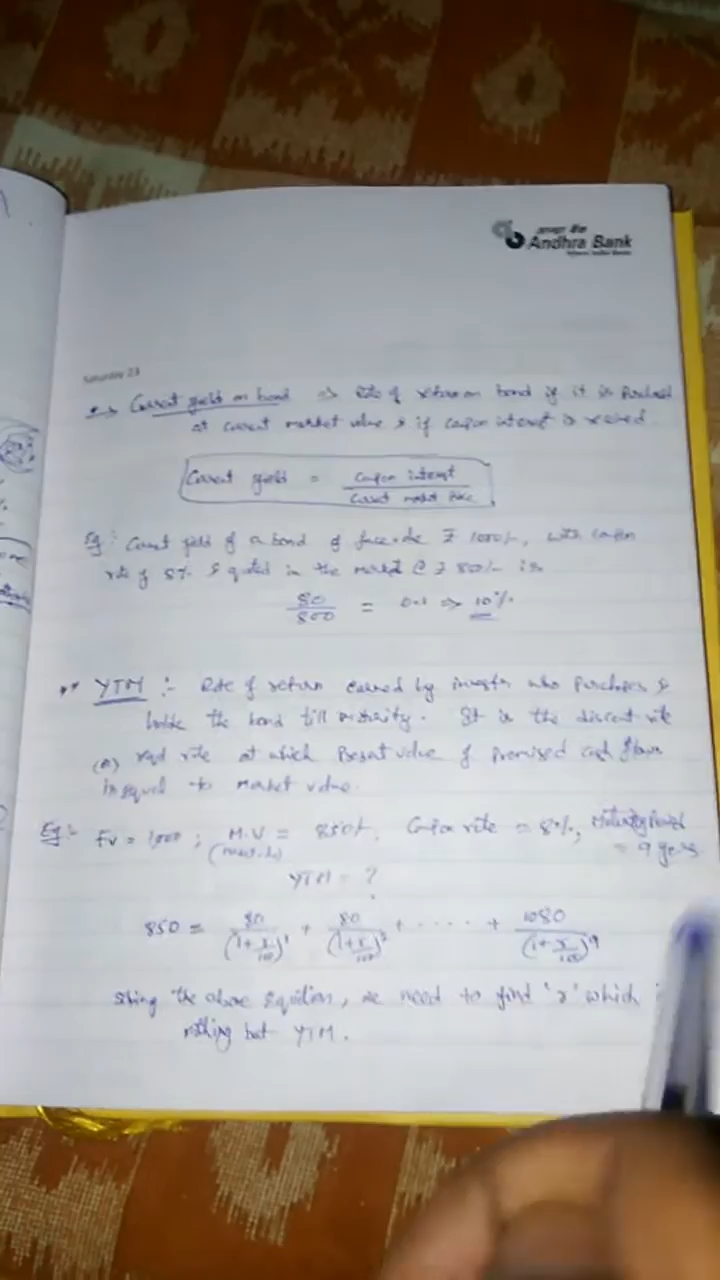 आन्ध्रा बैंक
Andhra Bank
Saturday 23
Current yield on bond => Rate of return on bond if it is Purchased
at current market value & if coupon interest is received
Current yield = Coupon interest / Current market Price
Eg: Current yield of a bond of face value ₹ 1000/-, with coupon
rate of 8% & quoted in the market @ ₹ 80/- is
80/800 = 0.1 => 10%
YTM :- Rate of return earned by investor who Purchases &
holds the bond till maturity. It is the discount rate
(or) rate at which Present value of Promised cash flows
is equal to market value.
Eg:- FV = 1000 ; M.V = 850/-, Coupon rate = 8%, Maturity Period
= 9 years
YTM = ?
850 = 80/(1+r/100)^1 + 80/(1+r/100)^2 + ..... + 1080/(1+r/100)^9
Solving the above Equation, we need to find 'r' which
nothing but YTM.